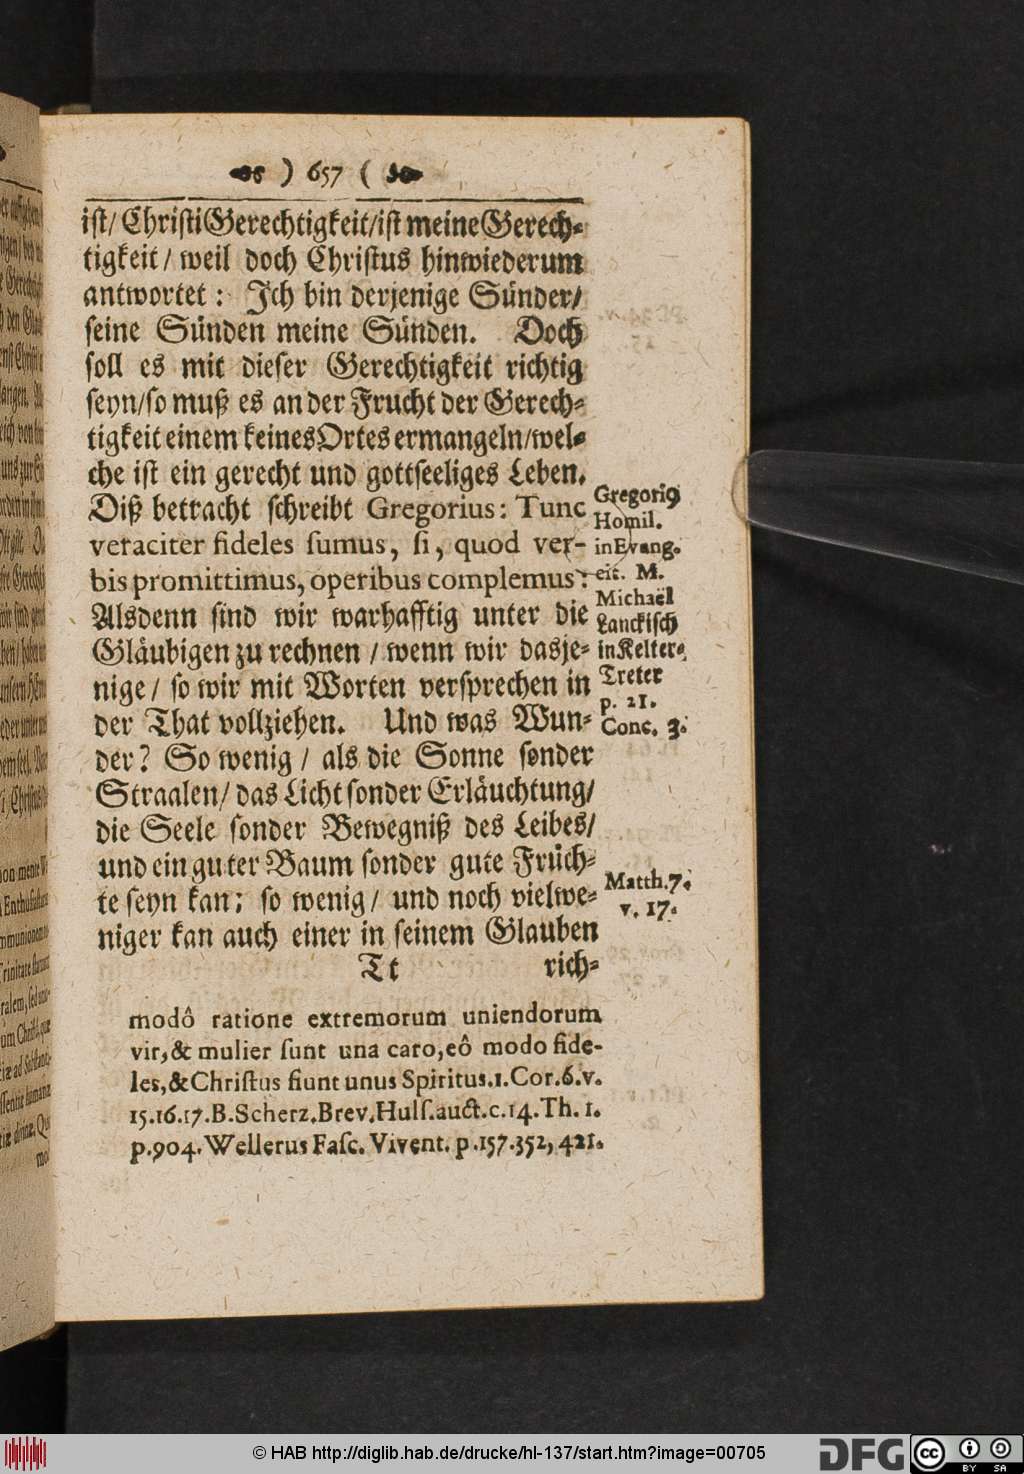 ) 657 (
ist/ Christi Gerechtigkeit/ist meine Gerech-
tigkeit / weil doch Christus hinwiederum
antwortet : Ich bin derjenige Sünder/
seine Sünden meine Sünden. Doch
soll es mit dieser Gerechtigkeit richtig
seyn/so muß es an der Frucht der Gerech-
tigkeit einem keines Ortes ermangeln/wel-
che ist ein gerecht und gottseeliges Leben.
Diß betracht schreibt Gregorius: Tunc
veraciter fideles sumus, si, quod ver-
bis promittimus, operibus complemus:
Alsdenn sind wir warhafftig unter die
Gläubigen zu rechnen / wenn wir dasje-
nige / so wir mit Worten versprechen in
der That vollziehen. Und was Wun-
der? So wenig / als die Sonne sonder
Straalen/ das Licht sonder Erläuchtung/
die Seele sonder Bewegniß des Leibes/
und ein guter Baum sonder gute Früch-
te seyn kan; so wenig/ und noch vielwe-
niger kan auch einer in seinem Glauben
Tt rich-
Gregori9
Homil.
in Evang.
cit. M.
Michaël
Lanckisch
in Kelter-
Treter
p. 21.
Conc. 3.
Matth.7.
v. 17.
modô ratione extremorum uniendorum
vir,& mulier sunt una caro,eô modo fide-
les,& Christus fiunt unus Spiritus.1.Cor.6.v.
15.16.17.B.Scherz.Brev.Huls.auct.c.14.Th.1.
p.904.Wellerus Fasc. Vivent. p.157.352, 421.
© HAB http://diglib.hab.de/drucke/hl-137/start.htm?image=00705
DFG
cc BY SA